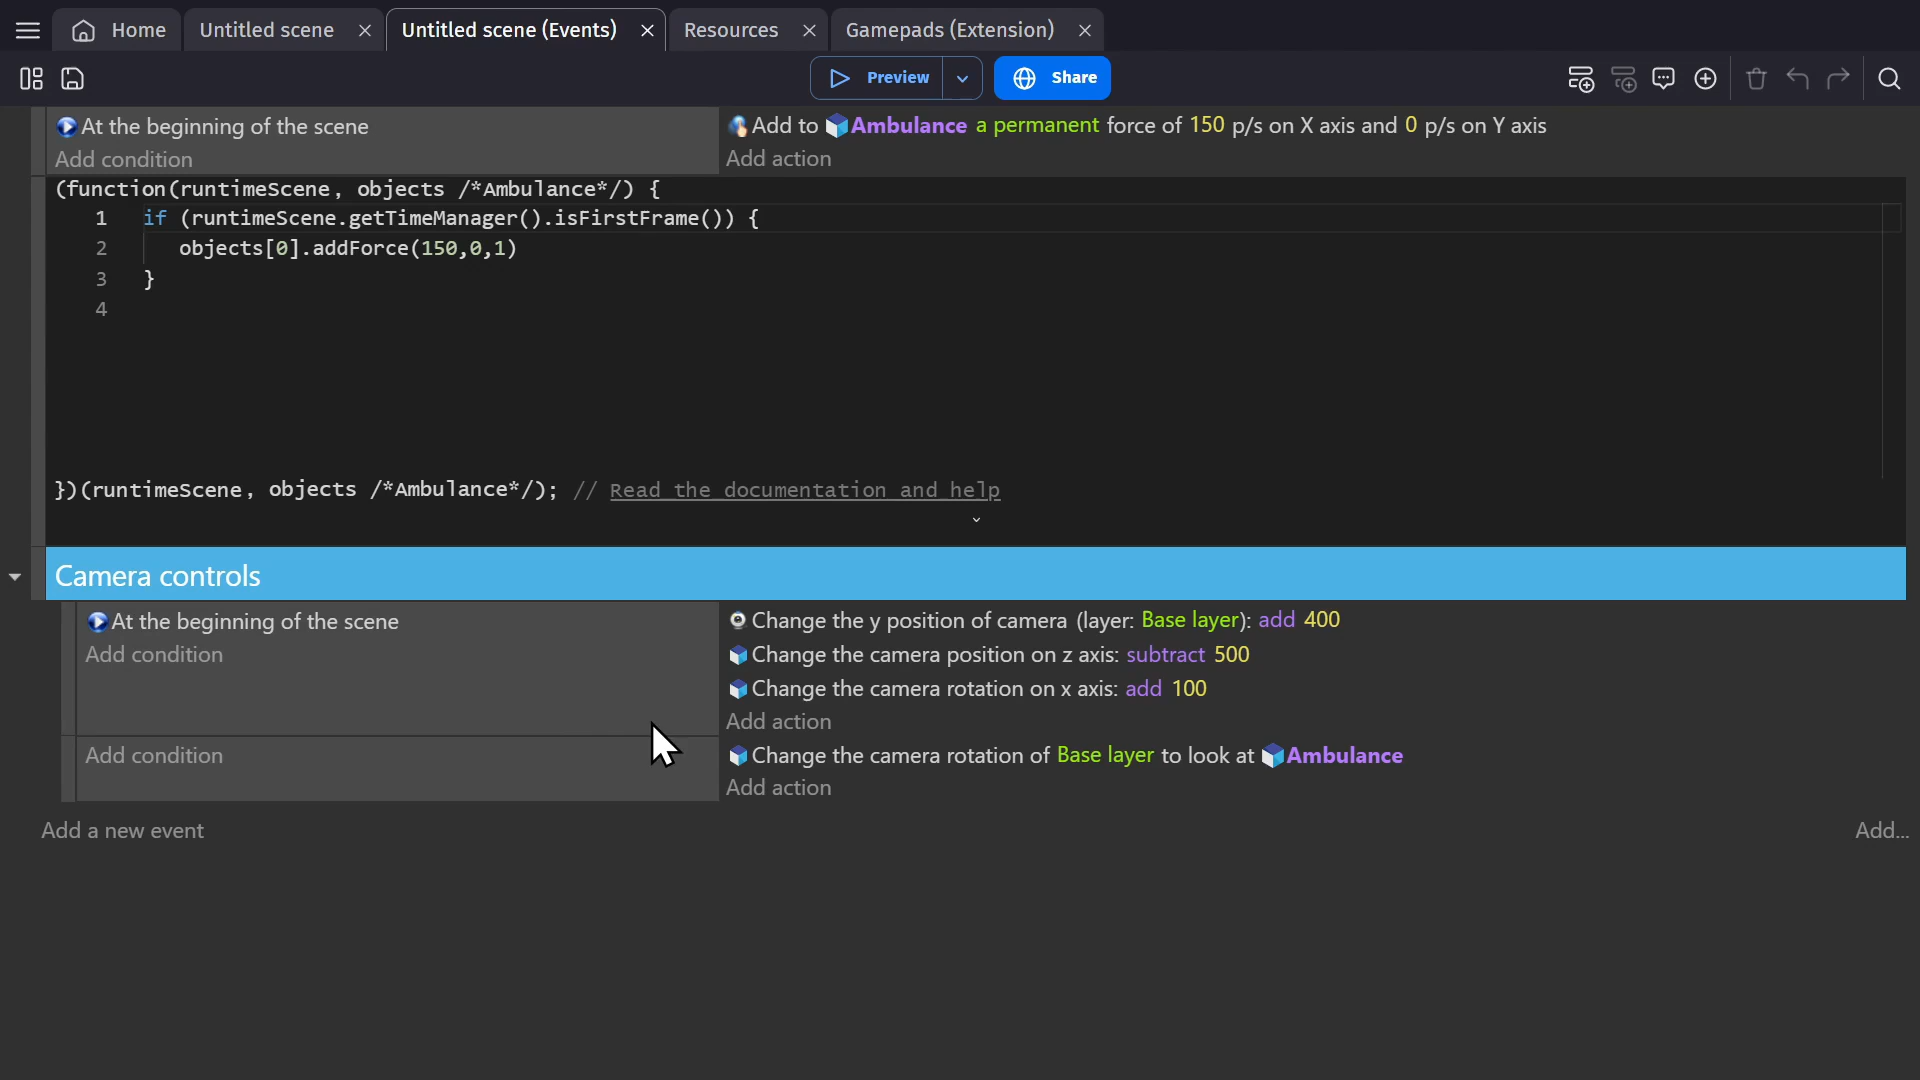 Home
Untitled scene
Untitled scene (Events)
Resources
Gamepads (Extension)
Preview
Share
At the beginning of the scene
Add condition
Add to Ambulance a permanent force of 150 p/s on X axis and 0 p/s on Y axis
Add action
(function(runtimeScene, objects /*Ambulance*/) {
1 if (runtimeScene.getTimeManager().isFirstFrame()) {
2 objects[0].addForce(150,0,1)
3 }
4
})(runtimeScene, objects /*Ambulance*/); // Read the documentation and help
Camera controls
At the beginning of the scene
Add condition
Change the y position of camera (layer: Base layer): add 400
Change the camera position on z axis: subtract 500
Change the camera rotation on x axis: add 100
Add action
Add condition
Change the camera rotation of Base layer to look at Ambulance
Add action
Add a new event
Add...